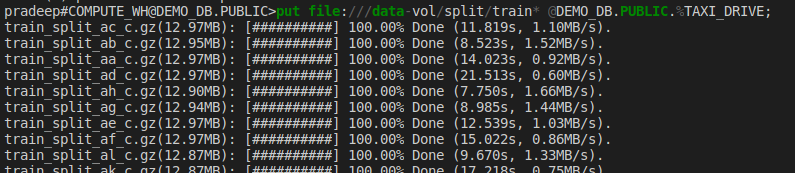 pradeep#COMPUTE_WH@DEMO_DB.PUBLIC>put file:///data-vol/split/train* @DEMO_DB.PUBLIC.%TAXI_DRIVE;
train_split_ac_c.gz(12.97MB): [##########] 100.00% Done (11.819s, 1.10MB/s).
train_split_ab_c.gz(12.95MB): [##########] 100.00% Done (8.523s, 1.52MB/s).
train_split_aa_c.gz(12.97MB): [##########] 100.00% Done (14.023s, 0.92MB/s).
train_split_ad_c.gz(12.97MB): [##########] 100.00% Done (21.513s, 0.60MB/s).
train_split_ah_c.gz(12.90MB): [##########] 100.00% Done (7.750s, 1.66MB/s).
train_split_ag_c.gz(12.94MB): [##########] 100.00% Done (8.985s, 1.44MB/s).
train_split_ae_c.gz(12.97MB): [##########] 100.00% Done (12.539s, 1.03MB/s).
train_split_af_c.gz(12.97MB): [##########] 100.00% Done (15.022s, 0.86MB/s).
train_split_al_c.gz(12.87MB): [##########] 100.00% Done (9.670s, 1.33MB/s).
train_split_ak_c.gz(12.87MB): [##########] 100.00% Done (17.218s, 0.75MB/s).